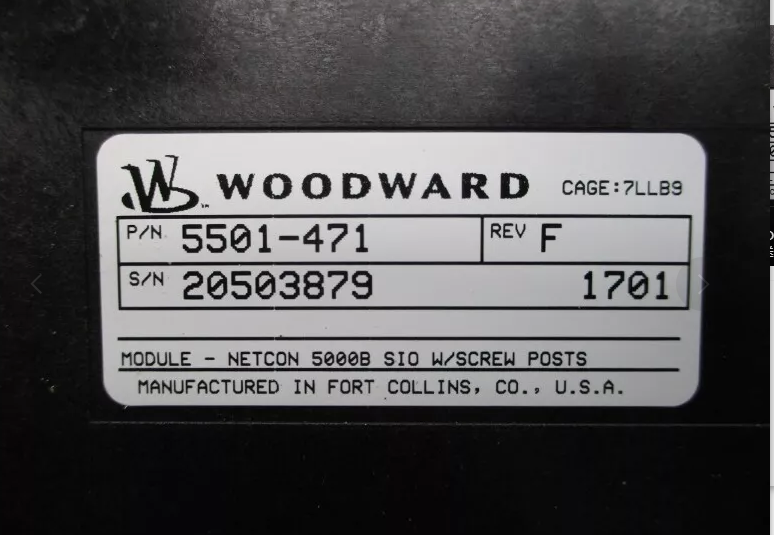 WOODWARD CAGE:7LLB9
P/N 5501-471 REV F
S/N 20503879 1701
MODULE - NETCON 5000B SIO W/SCREW POSTS
MANUFACTURED IN FORT COLLINS, CO., U.S.A.